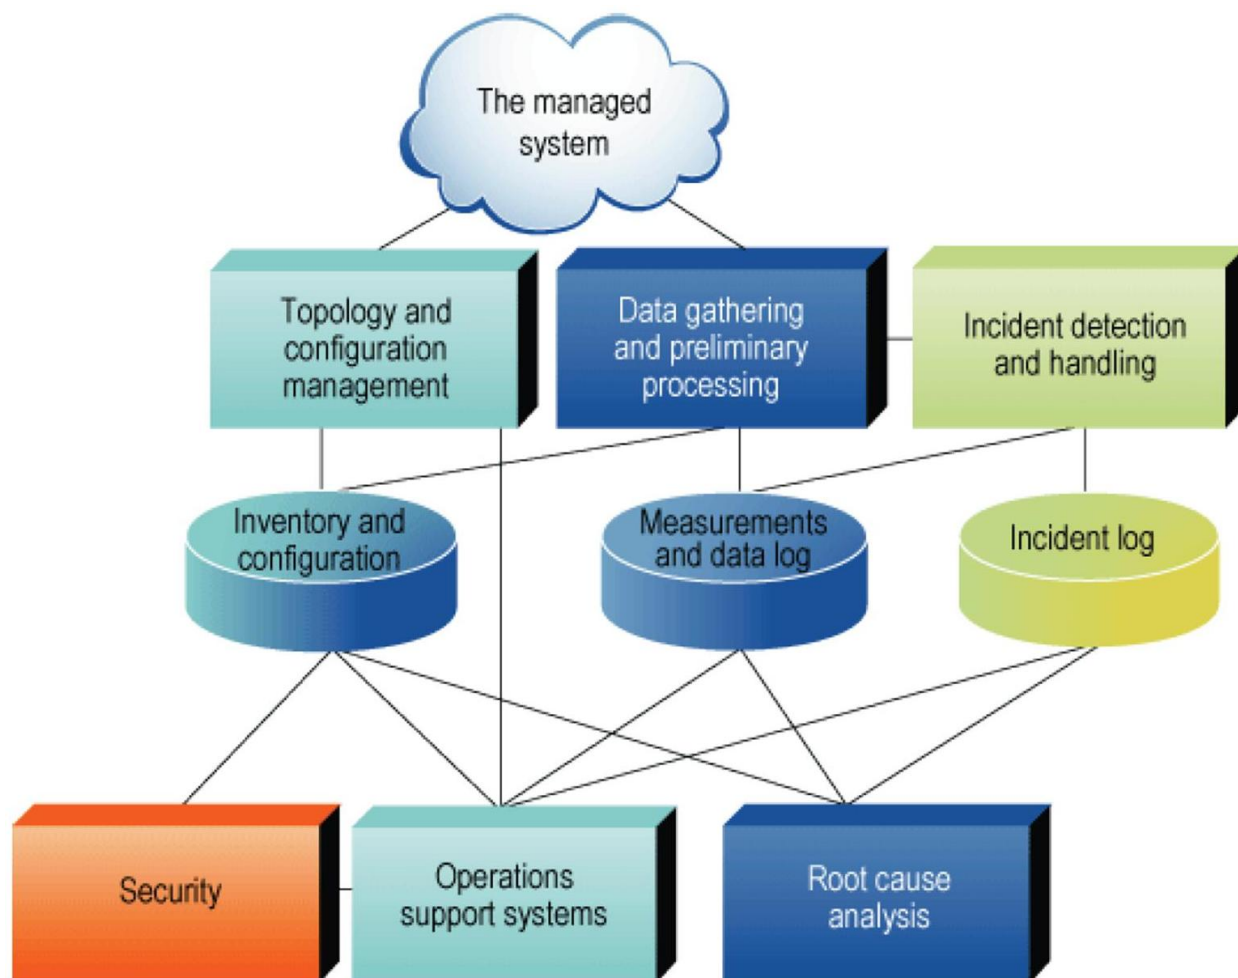 The managed
system
Topology and
configuration
management
Data gathering
and preliminary
processing
Incident detection
and handling
Inventory and
configuration
Measurements
and data log
Incident log
Security
Operations
support systems
Root cause
analysis